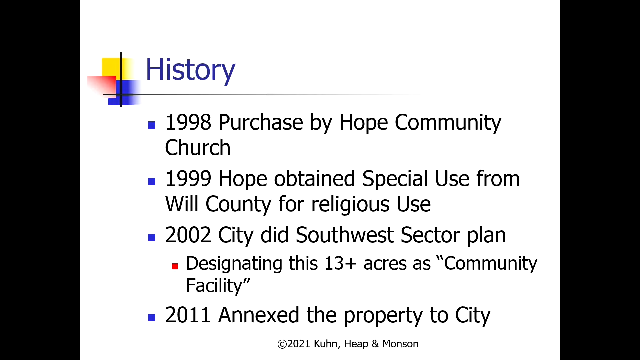 History
1998 Purchase by Hope Community
Church
1999 Hope obtained Special Use from
Will County for religious Use
2002 City did Southwest Sector plan
Designating this 13+ acres as “Community
Facility”
2011 Annexed the property to City
©2021 Kuhn, Heap & Monson